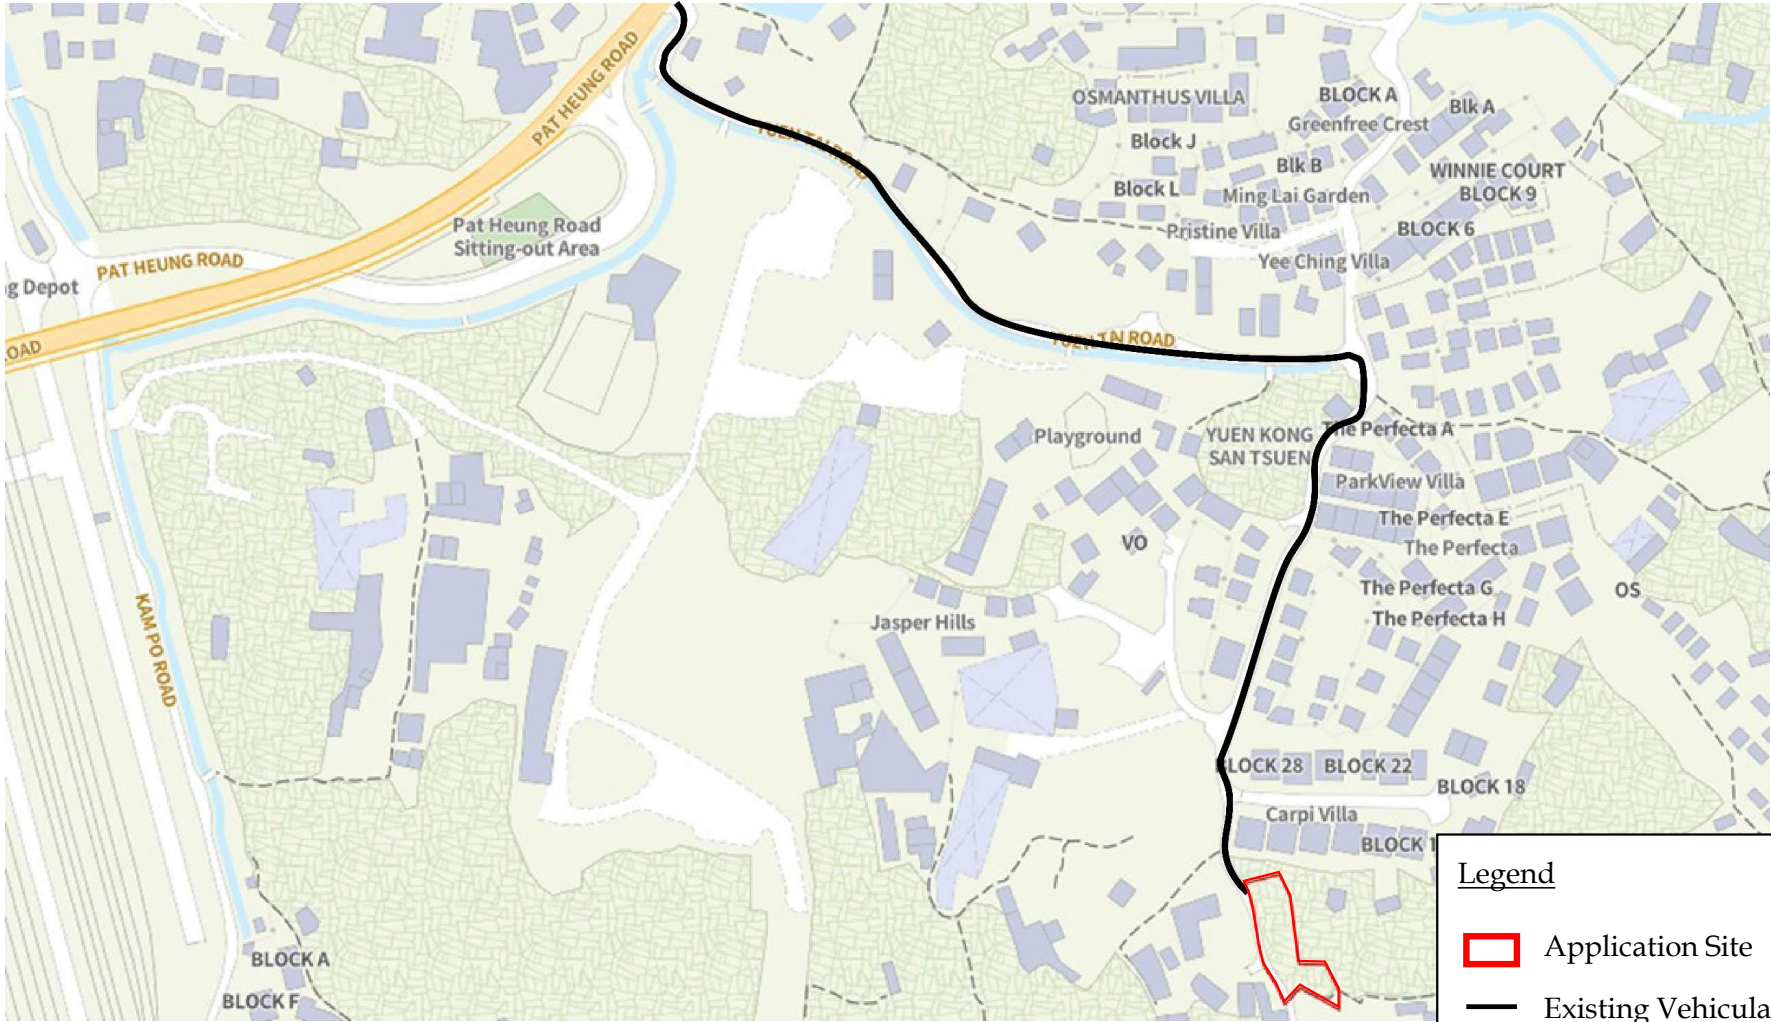 PAT HEUNG ROAD
OSMANTHUS VILLA
BLOCK A
Blk A
Greenfree Crest
Block J
Blk B
WINNIE COURT
BLOCK 9
Block L
Ming Lai Garden
Pat Heung Road
Sitting-out Area
Pristine Villa
BLOCK 6
Yee Ching Villa
PAT HEUNG ROAD
g Depot
ROAD
Playground
YUEN KONG
SAN TSUEN
The Perfecta A
ParkView Villa
The Perfecta E
VO
The Perfecta
The Perfecta G
OS
The Perfecta H
Jasper Hills
KAM PO ROAD
BLOCK 28
BLOCK 22
BLOCK 18
Carpi Villa
BLOCK 1
BLOCK A
BLOCK F
Legend
Application Site
Existing Vehicula